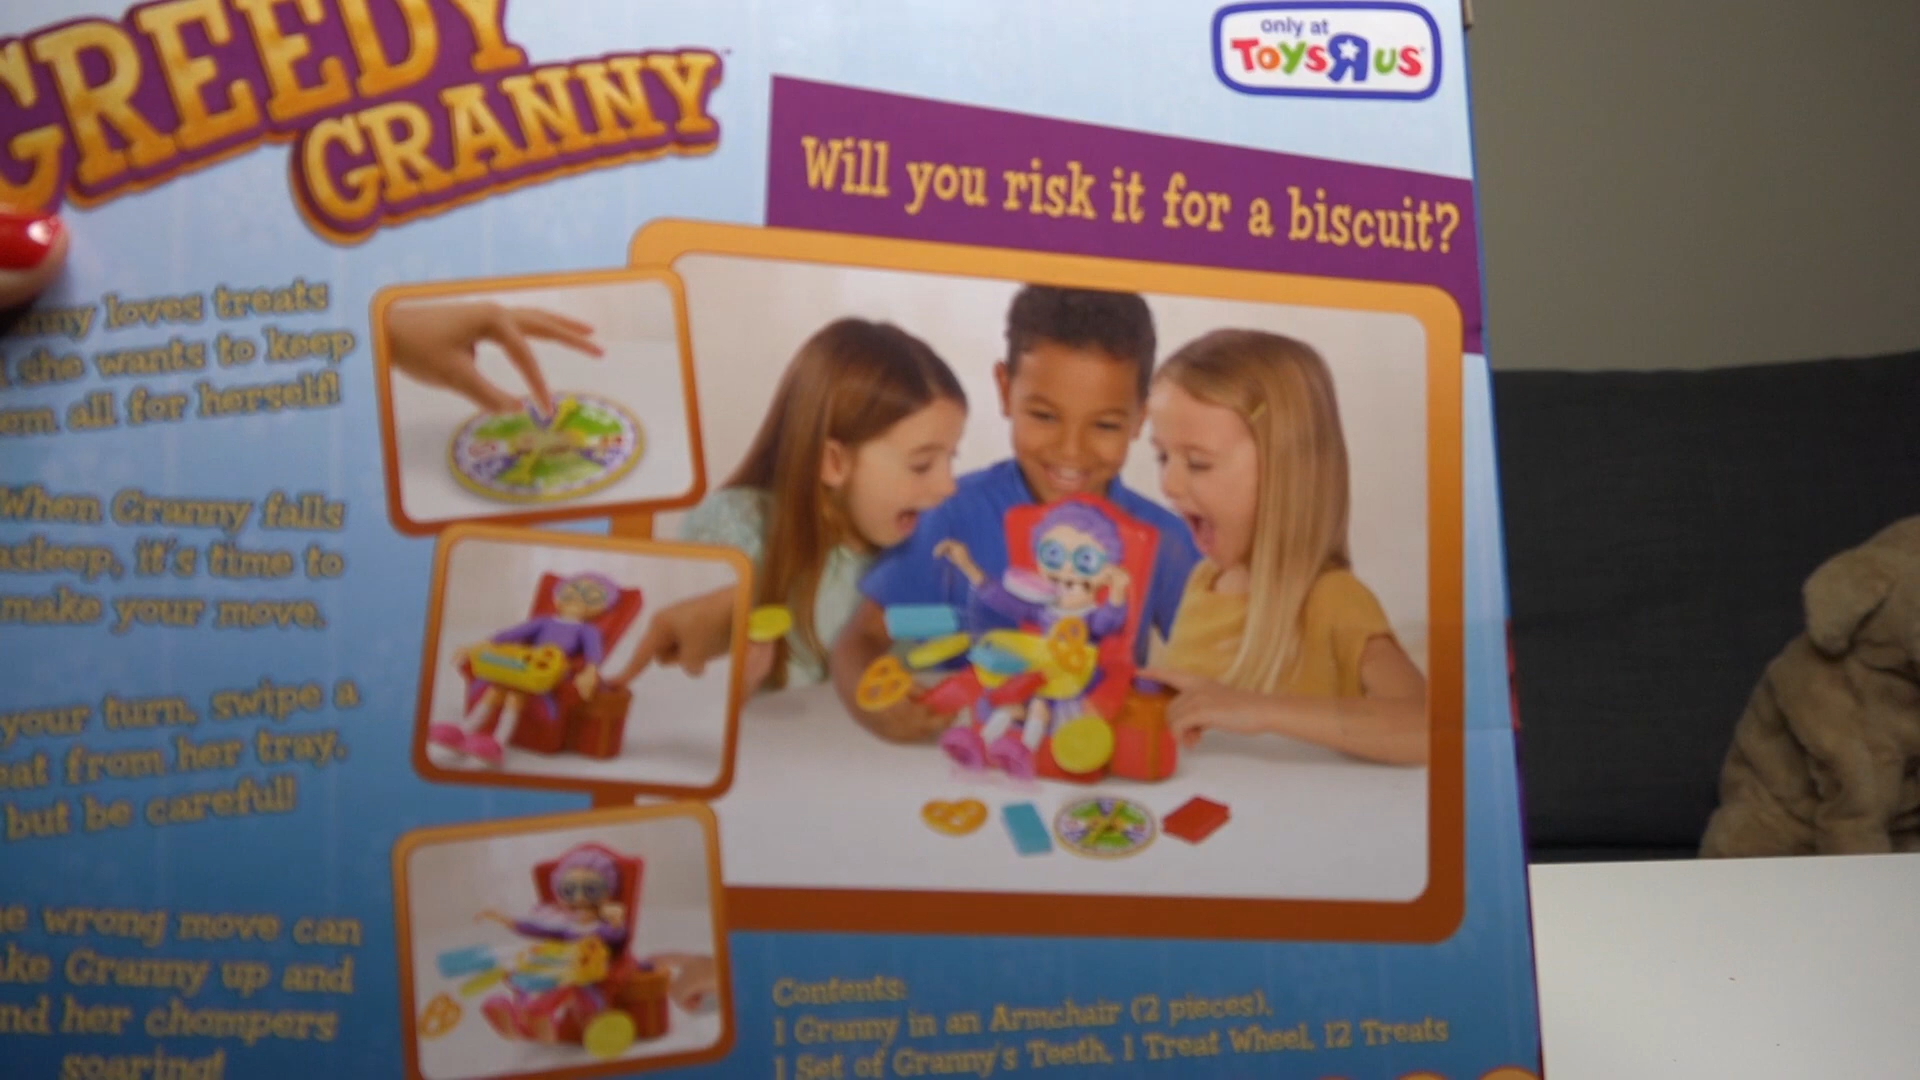 GREEDY
GRANNY
only at
TOYSRUS
Will you risk it for a biscuit?
loves treats
she wants to keep
all for herself!
When Granny falls
asleep, it's time to
make your move.
your turn, swipe a
from her tray,
but be careful!
wrong move can
Granny up and
her chompers
soaring!
Contents:
1 Granny in an Armchair (2 pieces),
1 Set of Granny's Teeth, 1 Treat Wheel, 12 Treats